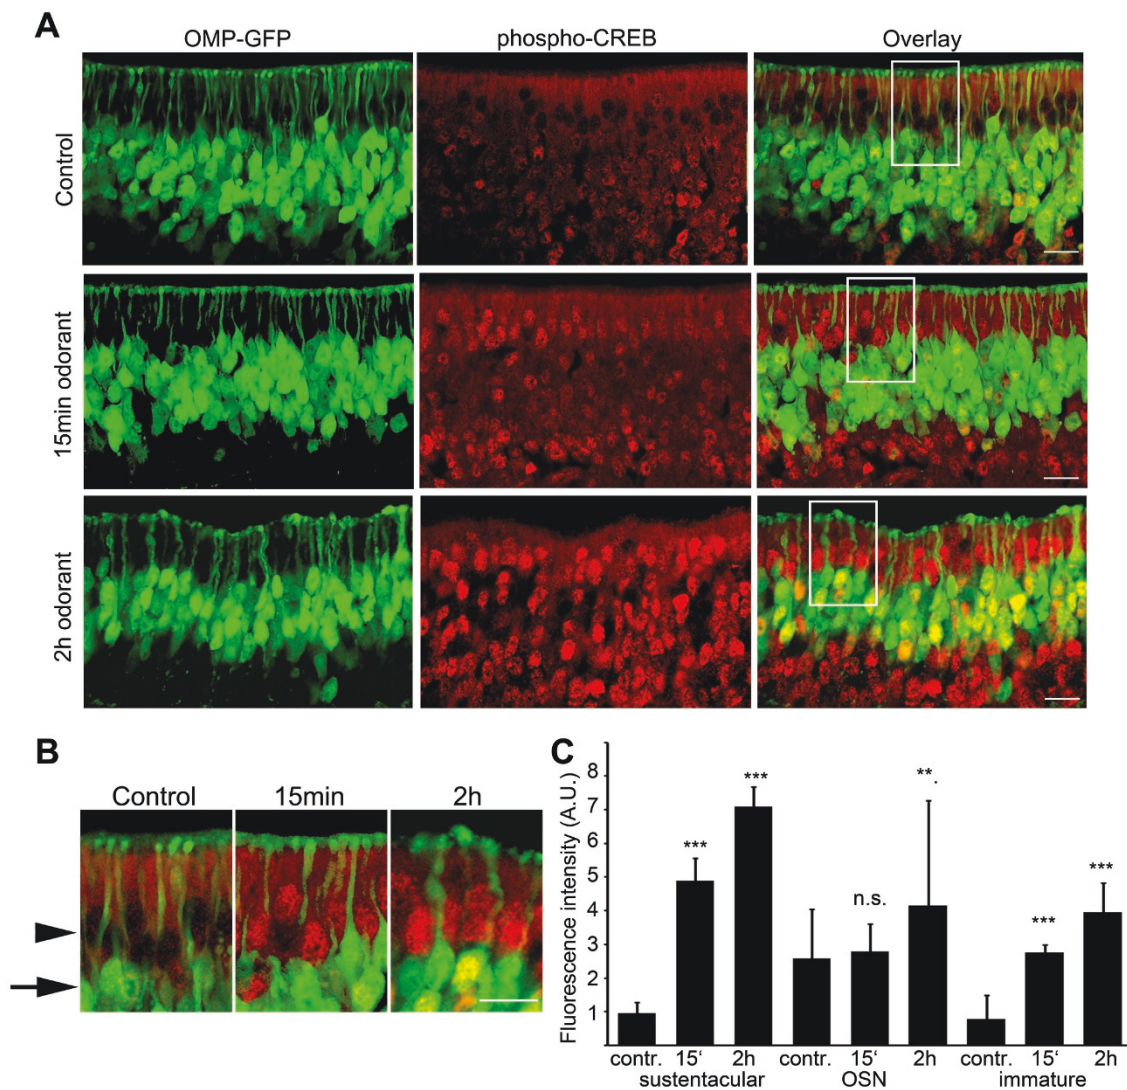 A
OMP-GFP phospho-CREB Overlay
Control
15min odorant
2h odorant
B
Control 15min 2h
C
Fluorescence intensity (A.U.)
8
7
6
5
4
3
2
1
*** *** n.s. **. *** ***
contr. 15‘ 2h contr. 15‘ 2h contr. 15‘ 2h
sustentacular OSN immature